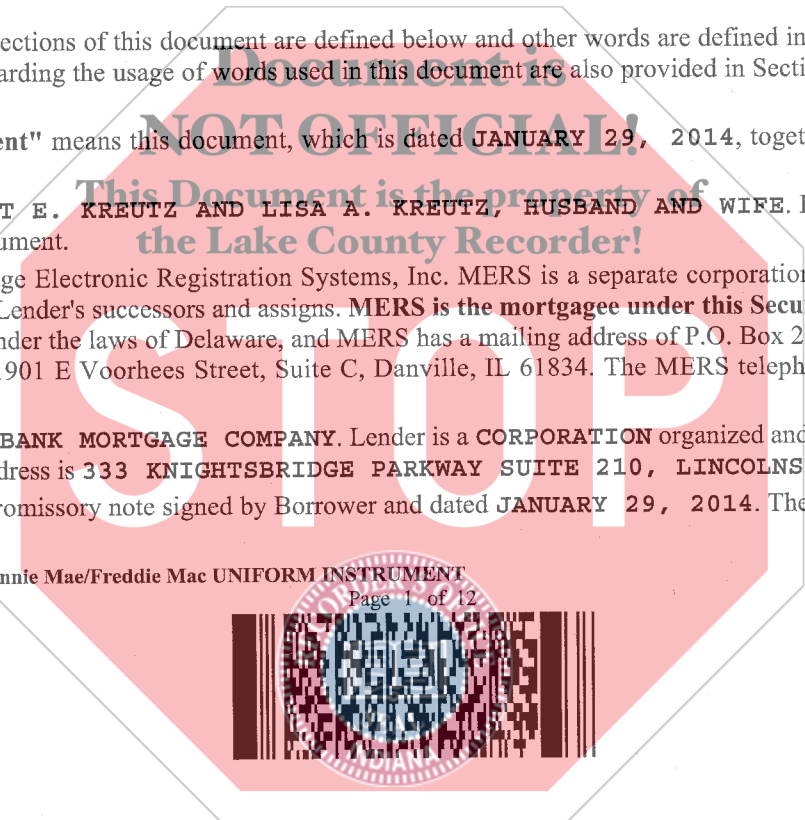 ections of this document are defined below and other words are defined in
Document is
arding the usage of words used in this document are also provided in Secti
NOT OFFICIAL!
ent" means this document, which is dated JANUARY 29, 2014, toget
This Document is the property of
T E. KREUTZ AND LISA A. KREUTZ, HUSBAND AND WIFE.
ument.
the Lake County Recorder!
ge Electronic Registration Systems, Inc. MERS is a separate corporation
Lender's successors and assigns. MERS is the mortgagee under this Secu
nder the laws of Delaware, and MERS has a mailing address of P.O. Box 2
1901 E Voorhees Street, Suite C, Danville, IL 61834. The MERS teleph
STOP
BANK MORTGAGE COMPANY. Lender is a CORPORATION organized and
dress is 333 KNIGHTSBRIDGE PARKWAY SUITE 210, LINCOLNS
romissory note signed by Borrower and dated JANUARY 29, 2014. The
nnie Mae/Freddie Mac UNIFORM INSTRUMENT
Page 1 of 12
RECORDER'S OFFICE
SEAL
INDIANA